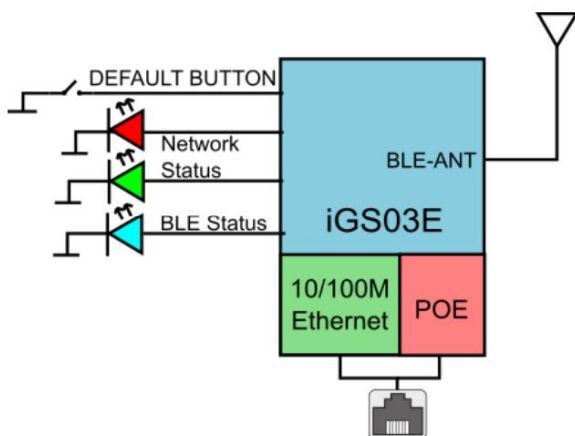 DEFAULT BUTTON
Network
Status
BLE Status
BLE-ANT
iGS03E
10/100M
Ethernet
POE